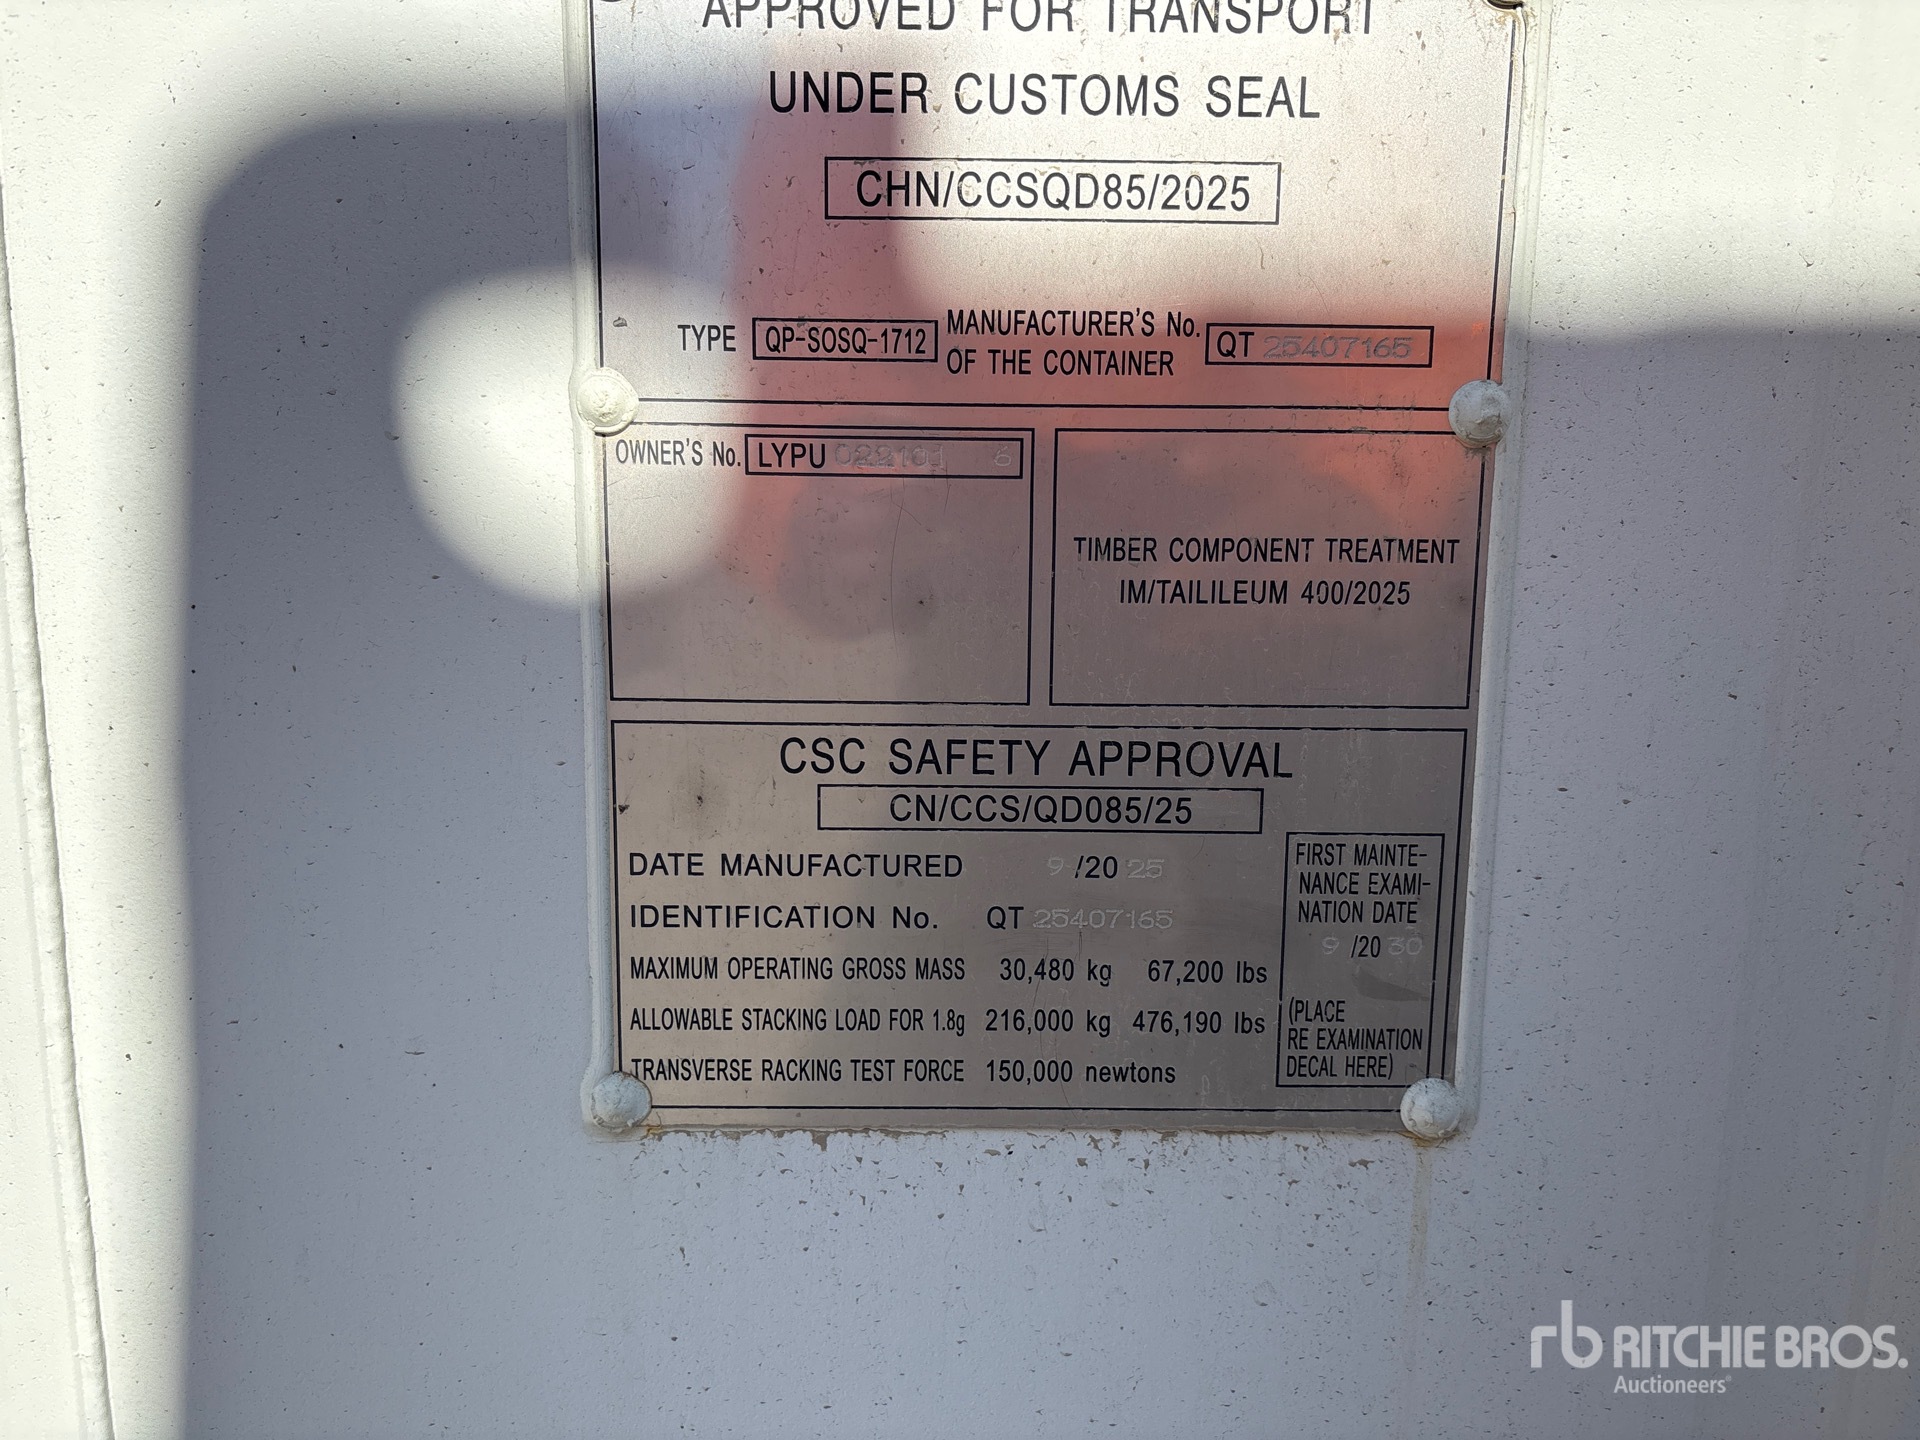 APPROVED FOR TRANSPORT
UNDER CUSTOMS SEAL
CHN/CCSQD85/2025
TYPE QP-SOSQ-1712 MANUFACTURER'S No. OF THE CONTAINER QT 25407165
OWNER'S No. LYPU 022101 6
TIMBER COMPONENT TREATMENT
IM/TAILILEUM 400/2025
CSC SAFETY APPROVAL
CN/CCS/QD085/25
DATE MANUFACTURED 9 /20 25
IDENTIFICATION No. QT 25407165
MAXIMUM OPERATING GROSS MASS 30,480 kg 67,200 lbs
ALLOWABLE STACKING LOAD FOR 1.8g 216,000 kg 476,190 lbs
TRANSVERSE RACKING TEST FORCE 150,000 newtons
FIRST MAINTE-
NANCE EXAMI-
NATION DATE
9 /20 30
(PLACE
RE EXAMINATION
DECAL HERE)
rb RITCHIE BROS.
Auctioneers